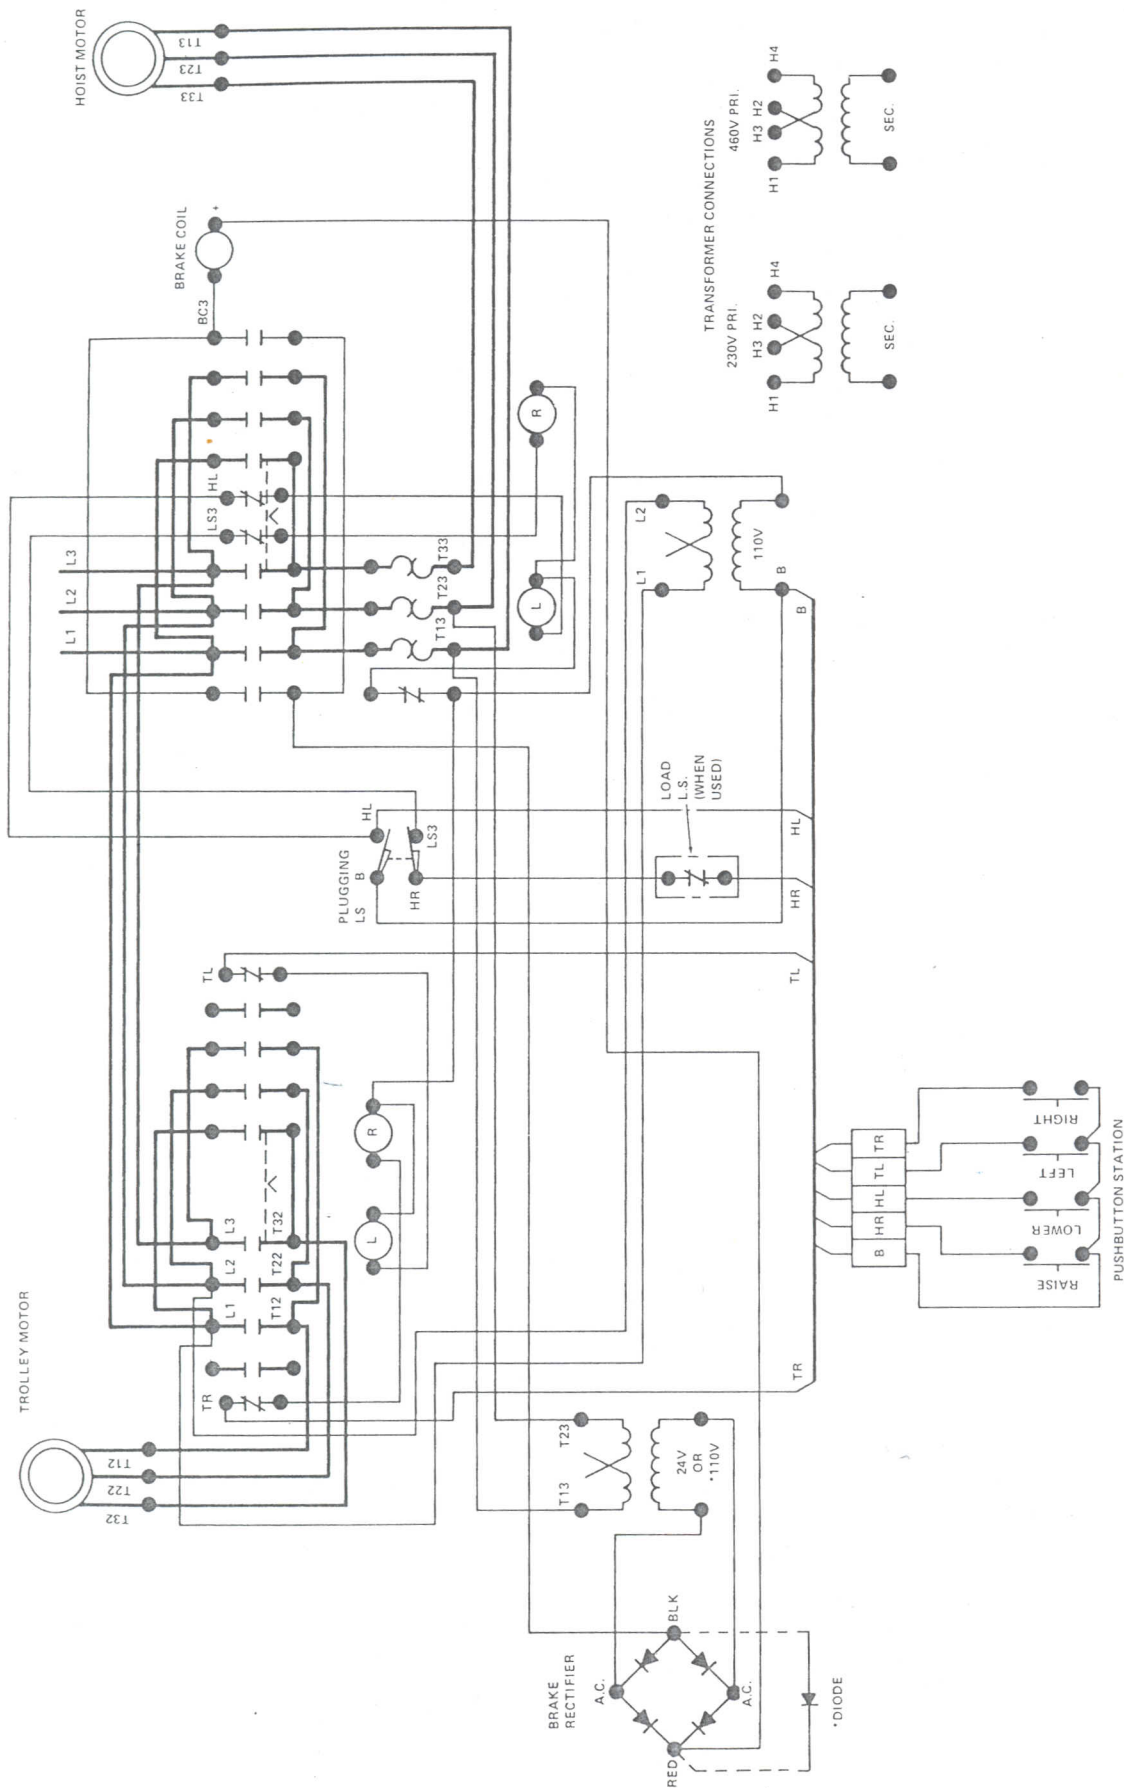 TROLLEY MOTOR
T32
T22
T12
TR
L1
L2
L3
T12
T22
T32
TL
L
R
PLUGGING
LS
B
HL
HR
LS3
L1
L2
L3
LS3
HL
BC3
BRAKE COIL
+
HOIST MOTOR
T33
T23
T13
T13
T23
T33
L
R
BRAKE
RECTIFIER
A.C.
A.C.
RED
BLK
*DIODE
T13
T23
24V
OR
*110V
LOAD
L.S.
(WHEN
USED)
L1
L2
110V
B
B
TR
TL
HR
HL
TRANSFORMER CONNECTIONS
230V PRI.
H1
H3
H2
H4
SEC.
460V PRI.
H1
H3
H2
H4
SEC.
B
HR
HL
TL
TR
RAISE
LOWER
LEFT
RIGHT
PUSHBUTTON STATION